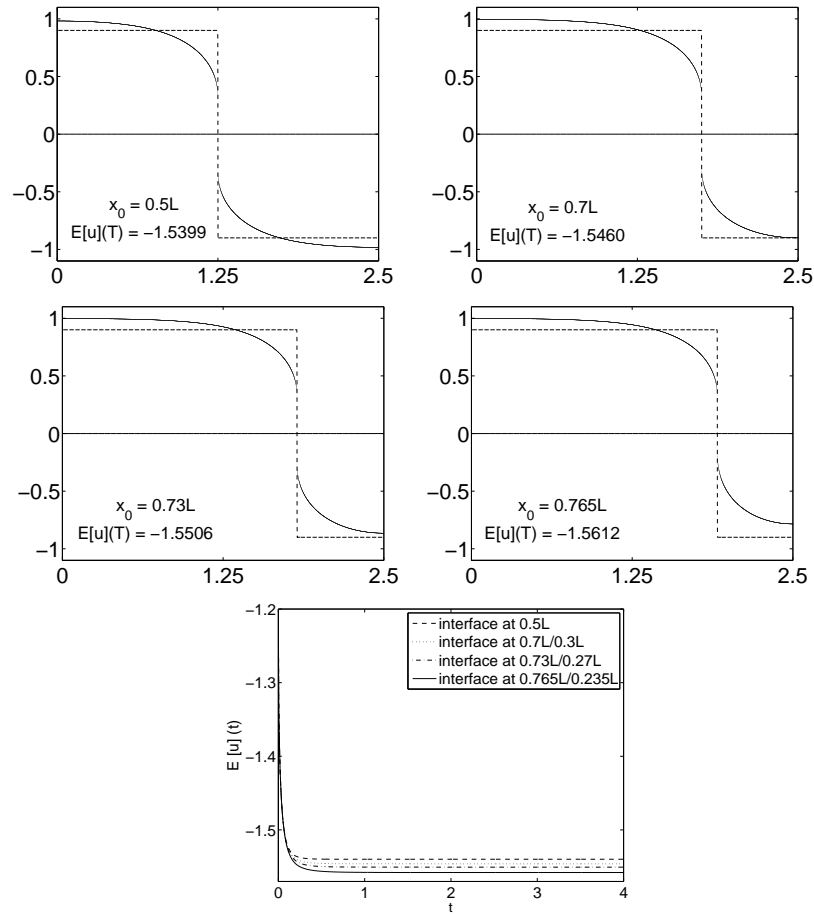 1
0.5
0
−0.5
−1
x0 = 0.5L
E[u](T) = −1.5399
0 1.25 2.5
1
0.5
0
−0.5
−1
x0 = 0.7L
E[u](T) = −1.5460
0 1.25 2.5
1
0.5
0
−0.5
−1
x0 = 0.73L
E[u](T) = −1.5506
0 1.25 2.5
1
0.5
0
−0.5
−1
x0 = 0.765L
E[u](T) = −1.5612
0 1.25 2.5
−1.2
−1.3
−1.4
−1.5
E [u] (t)
interface at 0.5L
interface at 0.7L/0.3L
interface at 0.73L/0.27L
interface at 0.765L/0.235L
0 1 2 3 4
t